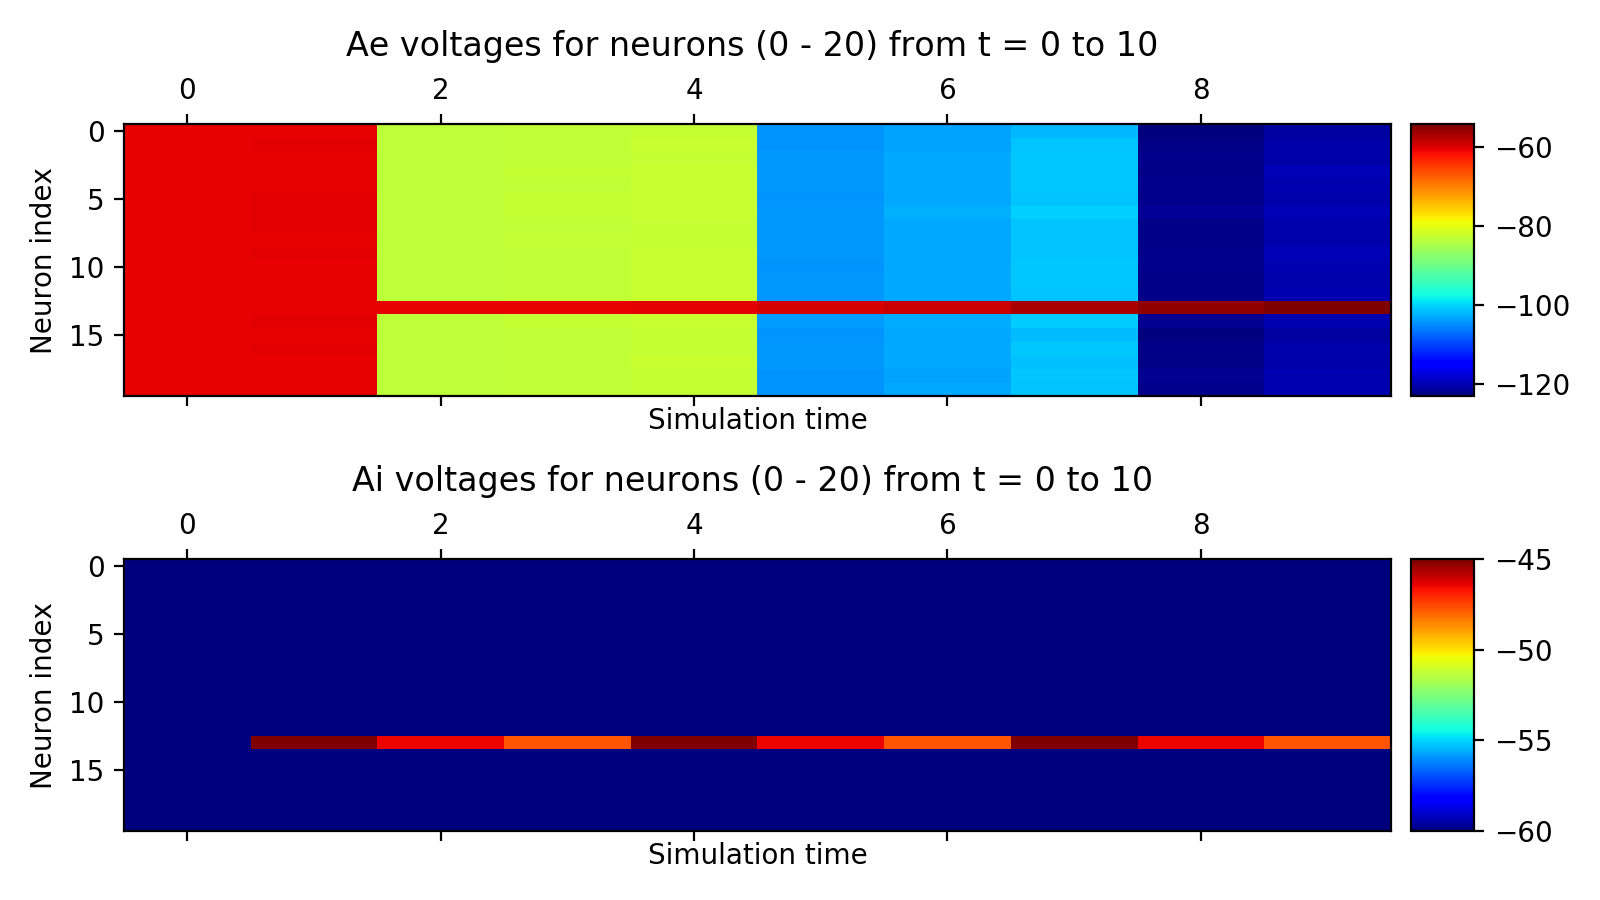 Ae voltages for neurons (0 - 20) from t = 0 to 10
0 2 4 6 8
Neuron index
0
5
10
15
Simulation time
−60
−80
−100
−120
Ai voltages for neurons (0 - 20) from t = 0 to 10
0 2 4 6 8
Neuron index
0
5
10
15
Simulation time
−45
−50
−55
−60